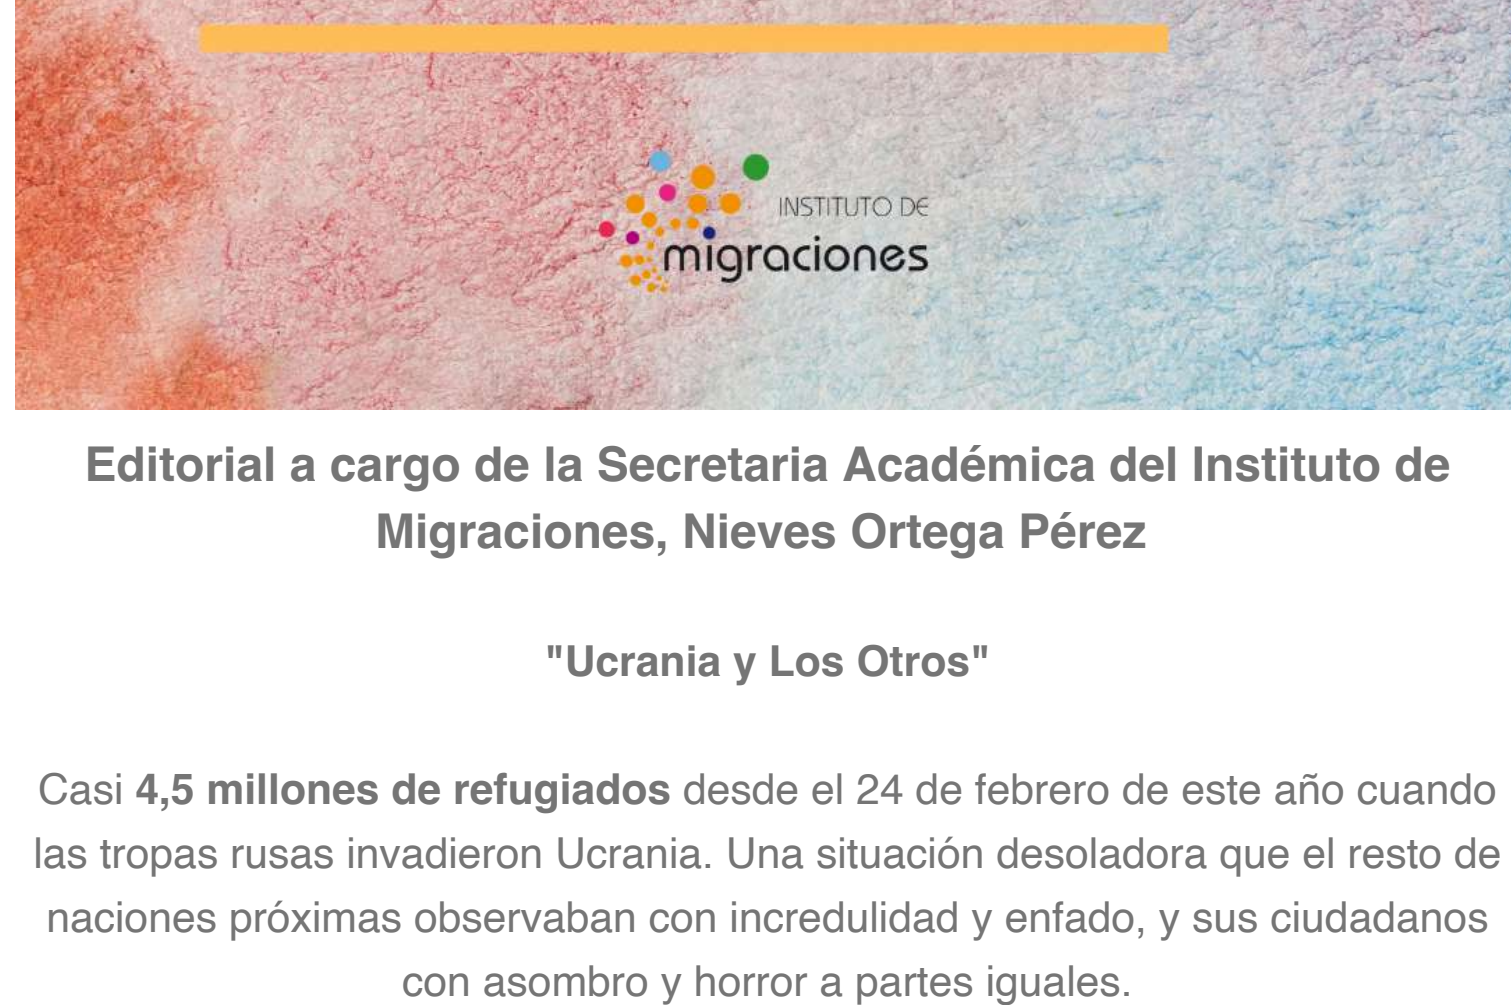 INSTITUTO DE
migraciones
Editorial a cargo de la Secretaria Académica del Instituto de
Migraciones, Nieves Ortega Pérez
"Ucrania y Los Otros"
Casi 4,5 millones de refugiados desde el 24 de febrero de este año cuando
las tropas rusas invadieron Ucrania. Una situación desoladora que el resto de
naciones próximas observaban con incredulidad y enfado, y sus ciudadanos
con asombro y horror a partes iguales.